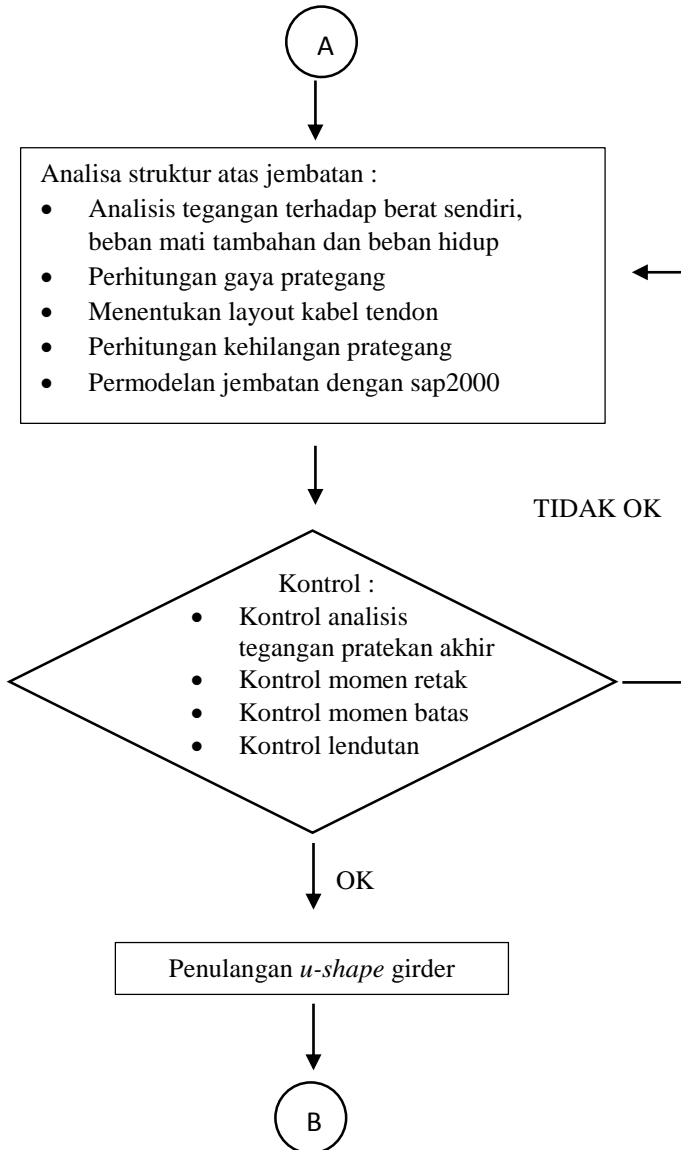 A
Analisa struktur atas jembatan :
• Analisis tegangan terhadap berat sendiri,
beban mati tambahan dan beban hidup
• Perhitungan gaya prategang
• Menentukan layout kabel tendon
• Perhitungan kehilangan prategang
• Permodelan jembatan dengan sap2000
TIDAK OK
Kontrol :
• Kontrol analisis
tegangan pratekan akhir
• Kontrol momen retak
• Kontrol momen batas
• Kontrol lendutan
OK
Penulangan u-shape girder
B